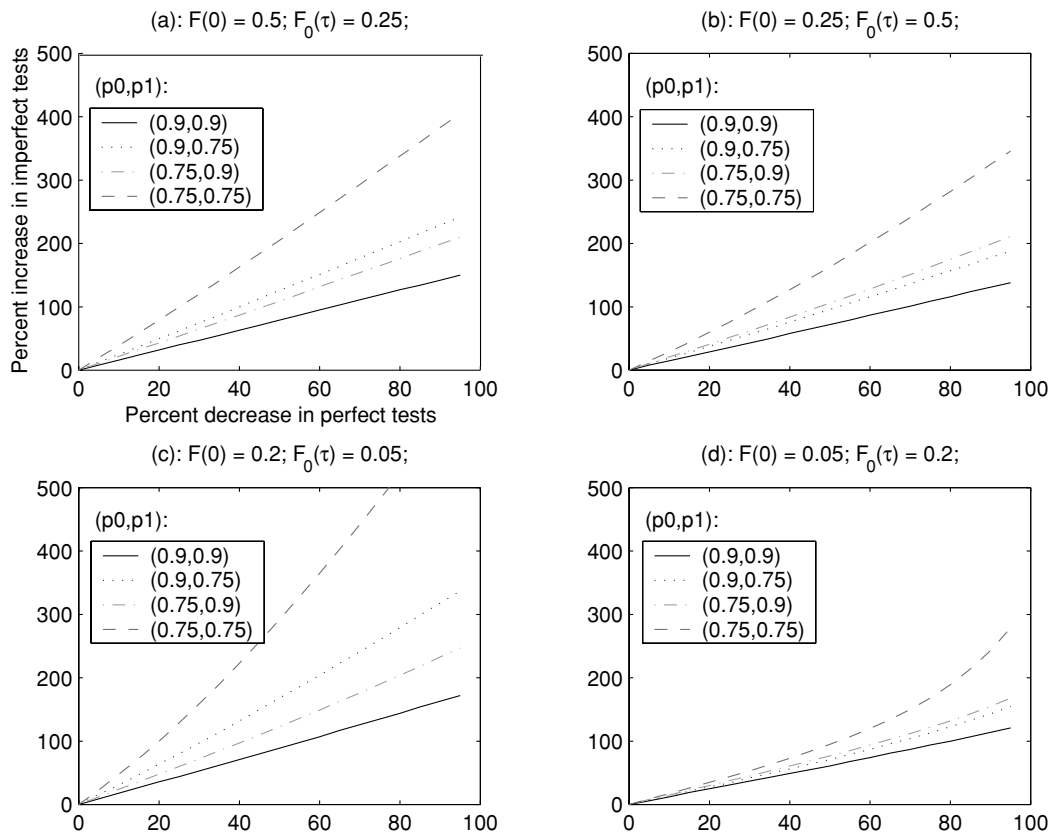 (a): F(0) = 0.5; F₀(τ) = 0.25;
Percent increase in imperfect tests
500
400
300
200
100
0
(p0,p1):
(0.9,0.9)
(0.9,0.75)
(0.75,0.9)
(0.75,0.75)
0 20 40 60 80 100
Percent decrease in perfect tests
(b): F(0) = 0.25; F₀(τ) = 0.5;
500
400
300
200
100
0
(p0,p1):
(0.9,0.9)
(0.9,0.75)
(0.75,0.9)
(0.75,0.75)
0 20 40 60 80 100
(c): F(0) = 0.2; F₀(τ) = 0.05;
500
400
300
200
100
0
(p0,p1):
(0.9,0.9)
(0.9,0.75)
(0.75,0.9)
(0.75,0.75)
0 20 40 60 80 100
(d): F(0) = 0.05; F₀(τ) = 0.2;
500
400
300
200
100
0
(p0,p1):
(0.9,0.9)
(0.9,0.75)
(0.75,0.9)
(0.75,0.75)
0 20 40 60 80 100